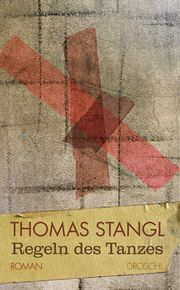 THOMAS STANGL
Regeln des Tanzes
ROMAN DROSCHL